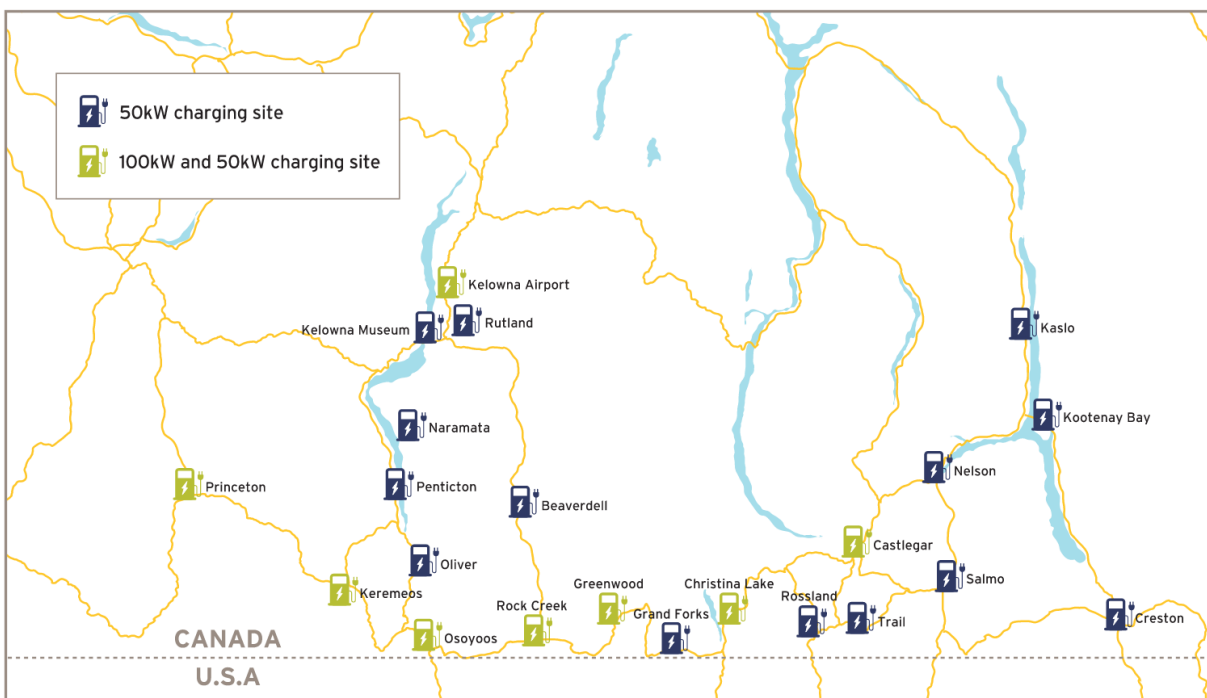 50kW charging site
100kW and 50kW charging site
Kelowna Airport
Kelowna Museum
Rutland
Kaslo
Naramata
Kootenay Bay
Princeton
Penticton
Beaverdell
Nelson
Castlegar
Oliver
Keremeos
Greenwood
Christina Lake
Salmo
Rock Creek
Grand Forks
Rossland
Osoyoos
Trail
Creston
CANADA
U.S.A